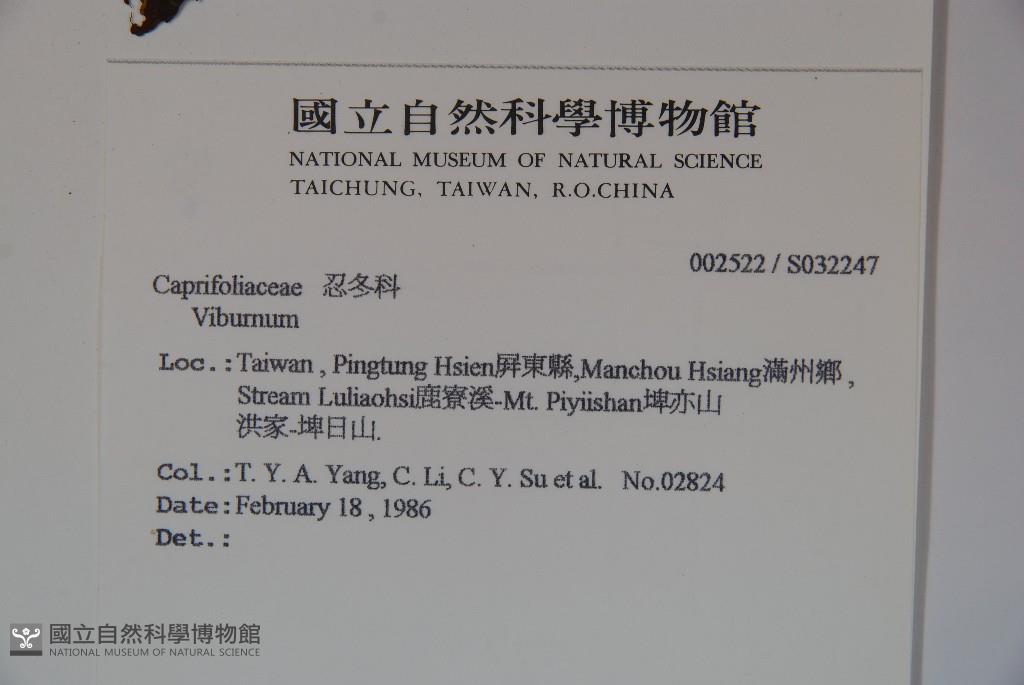 國立自然科學博物館
NATIONAL MUSEUM OF NATURAL SCIENCE
TAICHUNG, TAIWAN, R.O.CHINA
002522 / S032247
Caprifoliaceae 忍冬科
Viburnum
Loc.:Taiwan , Pingtung Hsien屏東縣,Manchou Hsiang滿州鄉 ,
Stream Luliaohsi鹿寮溪-Mt. Piyiishan埤亦山
洪家-埤日山.
Col.:T. Y. A. Yang, C. Li, C. Y. Su et al. No.02824
Date:February 18 , 1986
Det.:
國立自然科學博物館
NATIONAL MUSEUM OF NATURAL SCIENCE